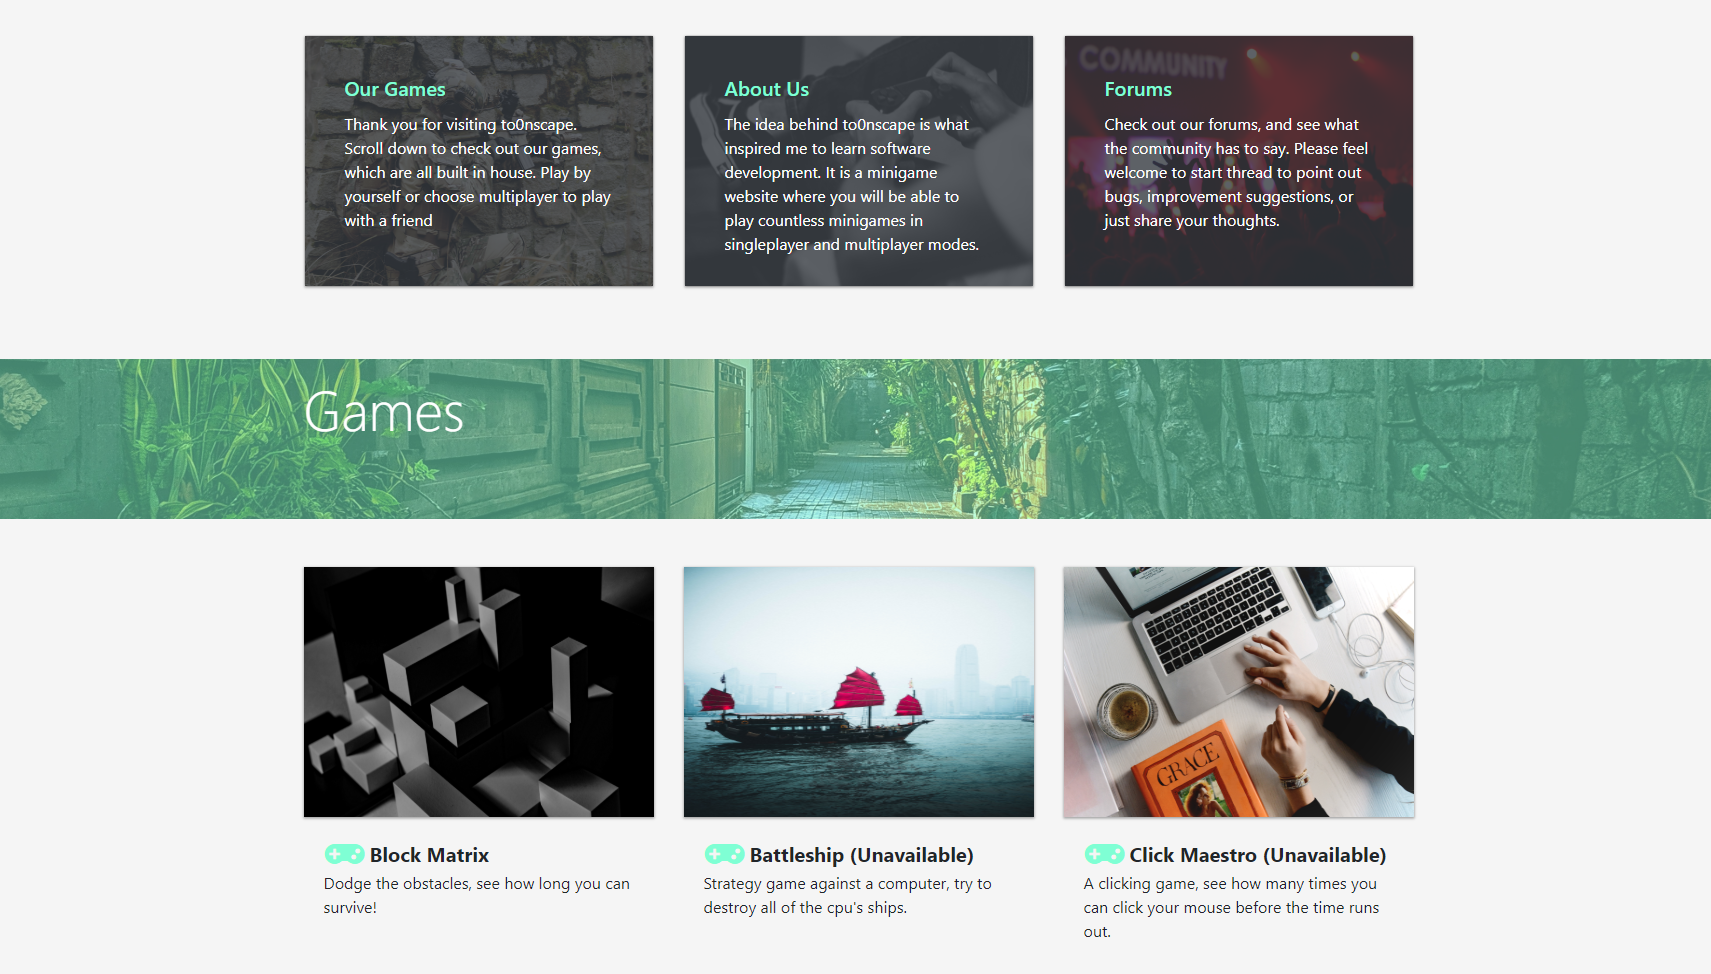 COMMUNITY
Our Games
Thank you for visiting to0nscape.
Scroll down to check out our games,
which are all built in house. Play by
yourself or choose multiplayer to play
with a friend
About Us
The idea behind to0nscape is what
inspired me to learn software
development. It is a minigame
website where you will be able to
play countless minigames in
singleplayer and multiplayer modes.
Forums
Check out our forums, and see what
the community has to say. Please feel
welcome to start thread to point out
bugs, improvement suggestions, or
just share your thoughts.
Games
GRACE
Block Matrix
Dodge the obstacles, see how long you can
survive!
Battleship (Unavailable)
Strategy game against a computer, try to
destroy all of the cpu's ships.
Click Maestro (Unavailable)
A clicking game, see how many times you
can click your mouse before the time runs
out.